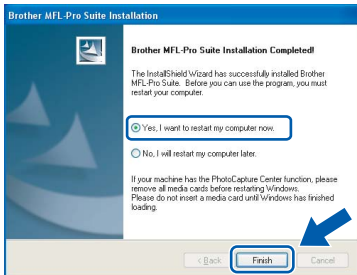 Brother MFL-Pro Suite Installation
Brother MFL-Pro Suite Installation Completed!
The InstallShield Wizard has successfully installed Brother
MFL-Pro Suite. Before you can use the program, you must
restart your computer.
Yes, I want to restart my computer now.
No, I will restart my computer later.
If your machine has the PhotoCapture Center function, please
remove all media cards before restarting Windows.
Please do not insert a media card until Windows has finished
loading.
< Back
Finish
Cancel